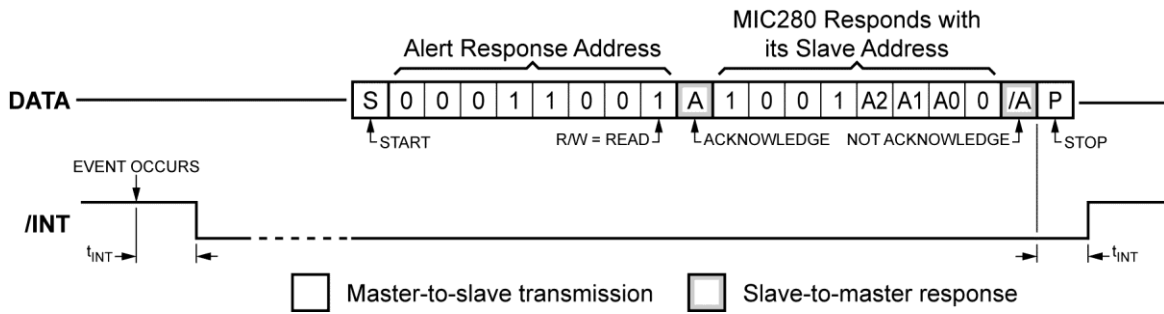 MIC280 Responds with
Alert Response Address its Slave Address
DATA S 0 0 0 1 1 0 0 1 A 1 0 0 1 A2 A1 A0 0 /A P
START R/W = READ ACKNOWLEDGE NOT ACKNOWLEDGE STOP
EVENT OCCURS
/INT
tINT tINT
Master-to-slave transmission Slave-to-master response